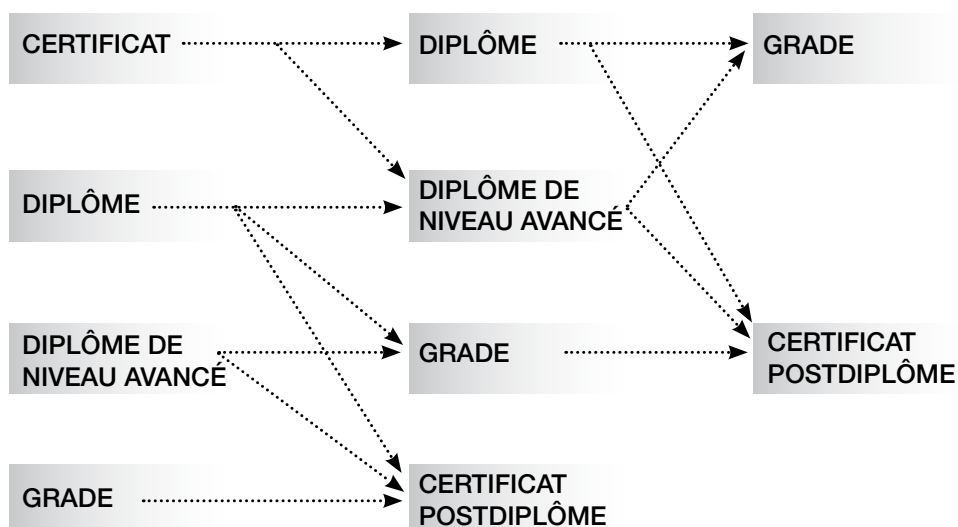 CERTIFICAT
DIPLÔME
GRADE
DIPLÔME
DIPLÔME DE
NIVEAU AVANCÉ
DIPLÔME DE
NIVEAU AVANCÉ
GRADE
CERTIFICAT
POSTDIPLÔME
GRADE
CERTIFICAT
POSTDIPLÔME